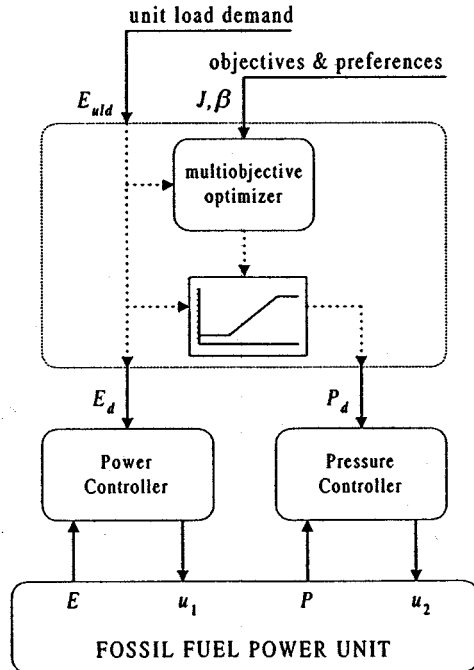 unit load demand
objectives & preferences
E_uld
J, β
multiobjective
optimizer
E_d
P_d
Power
Controller
Pressure
Controller
E
u_1
P
u_2
FOSSIL FUEL POWER UNIT